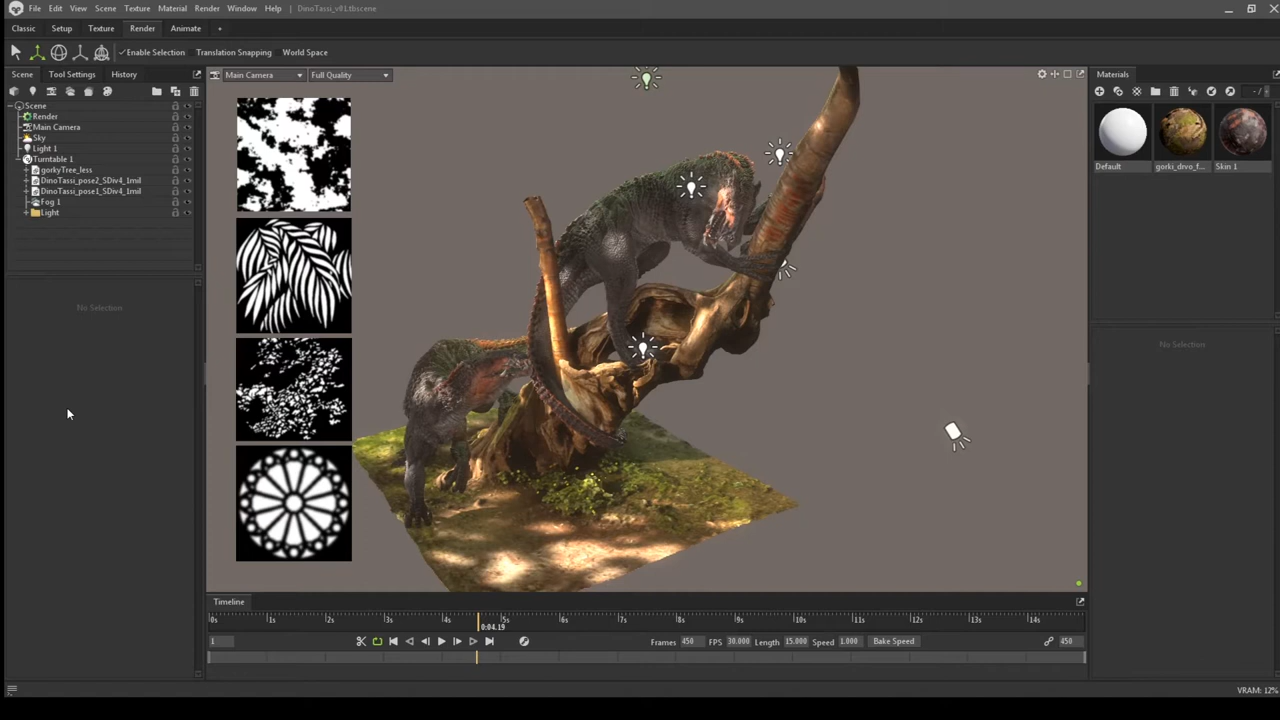 File Edit View Scene Texture Material Render Window Help DinoTassi_v01.tbscene
Classic Setup Texture Render Animate +
Enable Selection Translation Snapping World Space
Scene Tool Settings History
Main Camera Full Quality
Materials
Scene
Render
Main Camera
Sky
Light 1
Turntable 1
gorkyTree_less
DinoTassi_pose2_SDiv4_1mil
DinoTassi_pose1_SDiv4_1mil
Fog 1
Light
No Selection
Default gorki_drvo_f... Skin 1
No Selection
Timeline
0s 1s 2s 3s 4s 5s 6s 7s 8s 9s 10s 11s 12s 13s 14s
0:04.19
1 Frames 450 FPS 30.000 Length 15.000 Speed 1.000 Bake Speed 450
VRAM: 12%